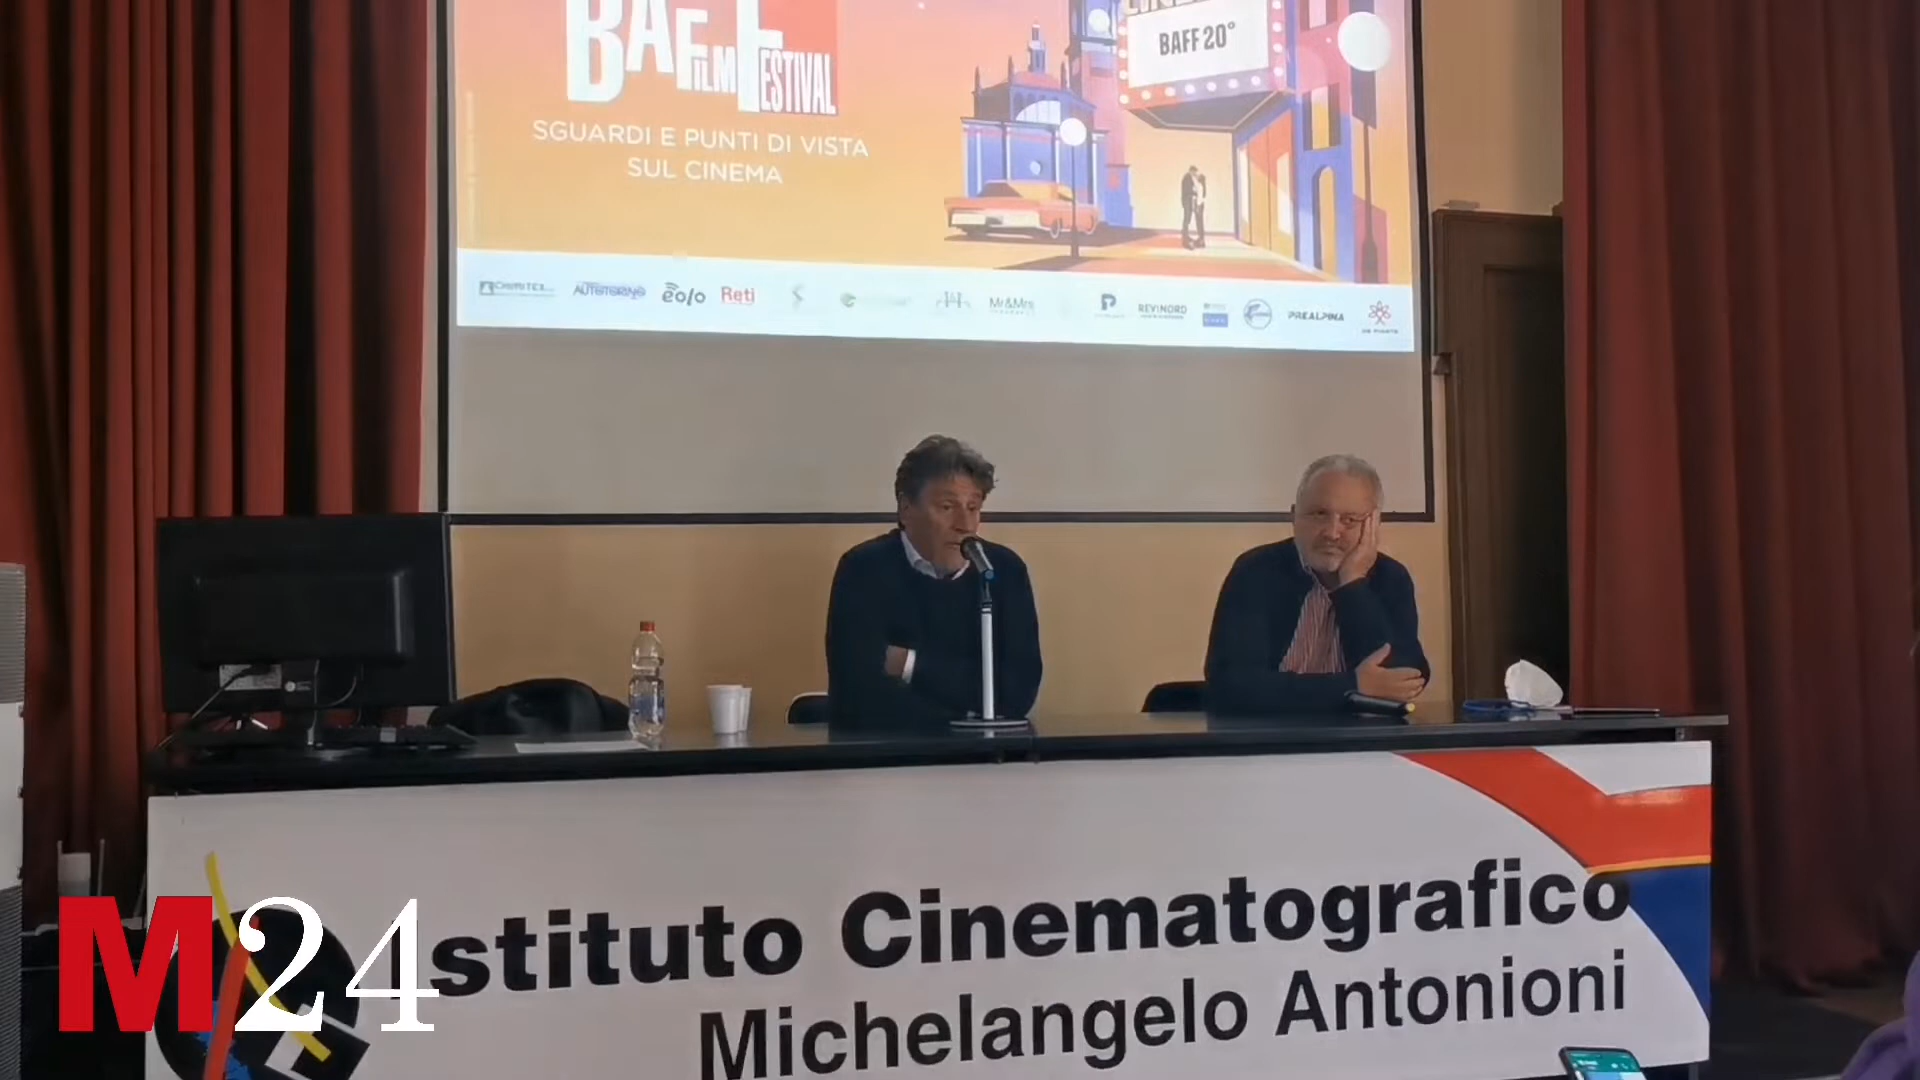 BAFF
FILM FESTIVAL
BAFF 20°
SGUARDI E PUNTI DI VISTA
SUL CINEMA
AUTOTORINO
eolo
Reti
Mr&Mrs
REVINORD
PREALPINA
Istituto Cinematografico
Michelangelo Antonioni
M24